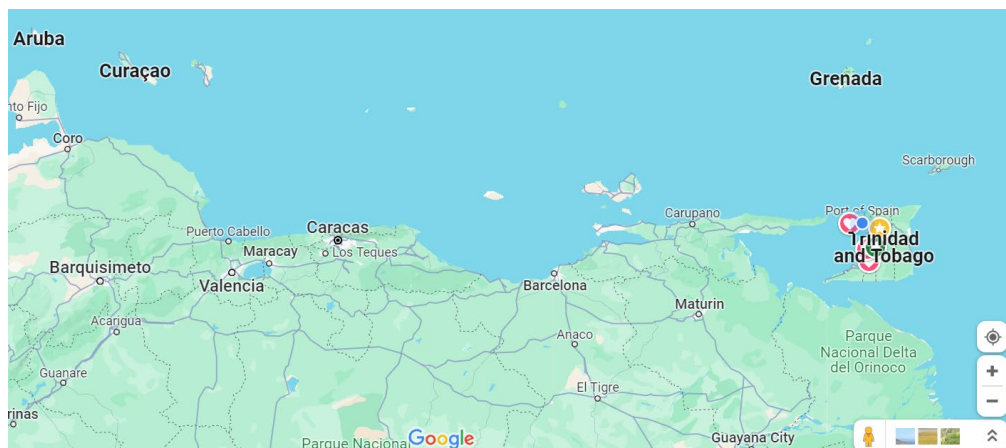 Aruba
Curaçao
Grenada
nto Fijo
Coro
Scarborough
Carupano
Port of Spain
Caracas
Puerto Cabello
Trinidad
and Tobago
Los Teques
Maracay
Barquisimeto
Valencia
Barcelona
Maturin
Acarigua
Anaco
Parque
Nacional Delta
del Orinoco
Guanare
El Tigre
rinas
Parque Nacional
Google
Guayana City